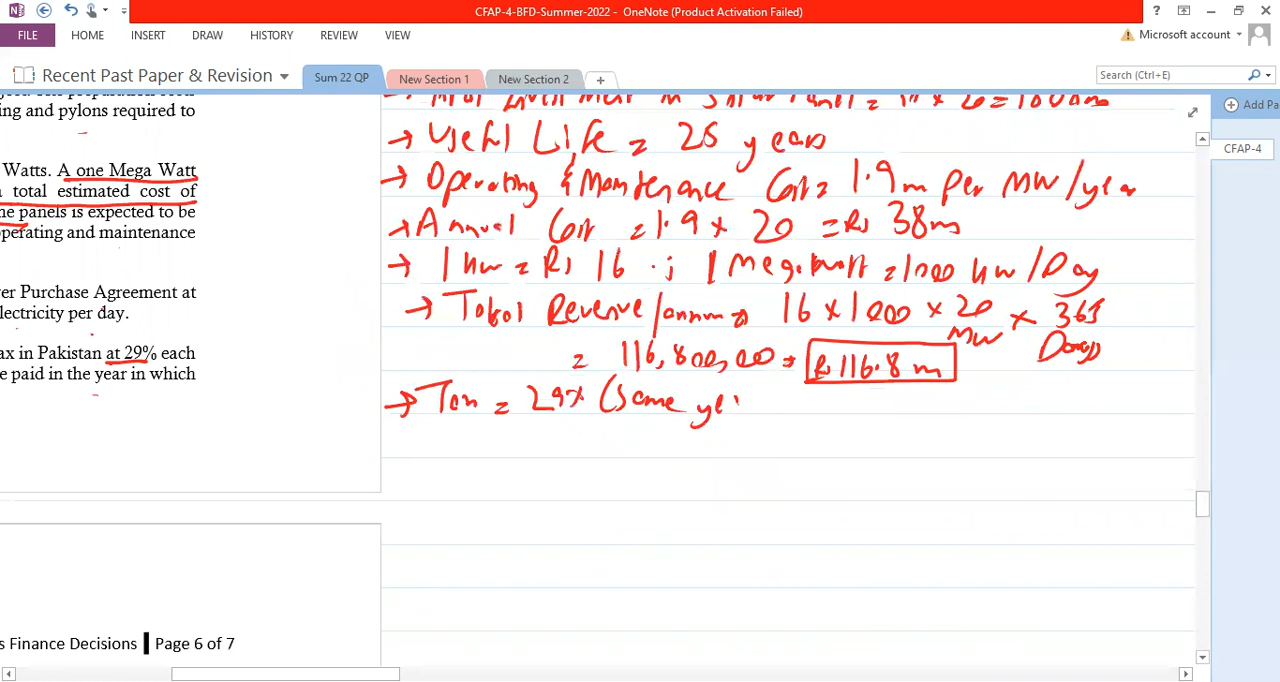 CFAP-4-BFD-Summer-2022 - OneNote (Product Activation Failed)
FILE HOME INSERT DRAW HISTORY REVIEW VIEW
Microsoft account
Recent Past Paper & Revision
Sum 22 QP
New Section 1
New Section 2
Search (Ctrl+E)
Add Pa
CFAP-4
ing and pylons required to
Watts. A one Mega Watt
total estimated cost of
ne panels is expected to be
perating and maintenance
er Purchase Agreement at
lectricity per day.
ax in Pakistan at 29% each
e paid in the year in which
s Finance Decisions | Page 6 of 7
→ Useful Life = 25 years
→ Operating & Maintenance Cost = 1.9m per MW/year
→ Annual Cost = 1.9 × 20 = Rs 38m
→ 1 kw = Rs 16 ; 1 Megawatt = 1000 kw/Day
→ Total Revenue/annum → 16 × 1000 × 20 MW × 365 Days
= 116,800,00 = Rs 116.8 m
→ Tax = 29% (Same ye